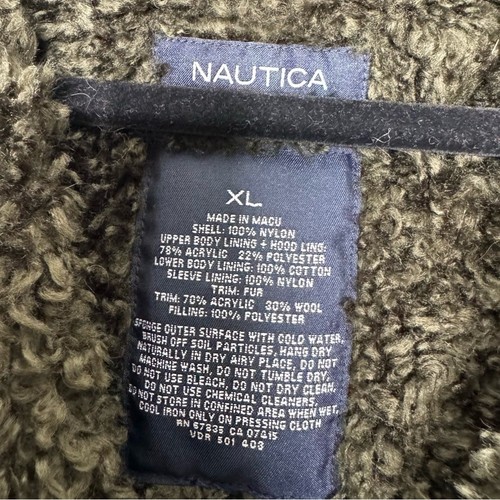 NAUTICA
XL
MADE IN MACU
SHELL: 100% NYLON
UPPER BODY LINING + HOOD LING:
78% ACRYLIC 22% POLYESTER
LOWER BODY LINING: 100% COTTON
SLEEVE LINING: 100% NYLON
TRIM: FUR
TRIM: 70% ACRYLIC 30% WOOL
FILLING: 100% POLYESTER
SPONGE OUTER SURFACE WITH COLD WATER,
BRUSH OFF SOIL PARTICLES, HANG DRY
NATURALLY IN DRY AIRY PLACE, DO NOT
MACHINE WASH, DO NOT TUMBLE DRY,
DO NOT USE BLEACH, DO NOT DRY CLEAN,
DO NOT USE CHEMICAL CLEANERS,
DO NOT STORE IN CONFINED AREA WHEN WET,
COOL IRON ONLY ON PRESSING CLOTH
RN 67835 CA 07415
VDR 501 403